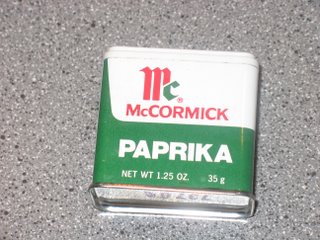 Mc®
McCORMICK
PAPRIKA
NET WT 1.25 OZ. 35 g